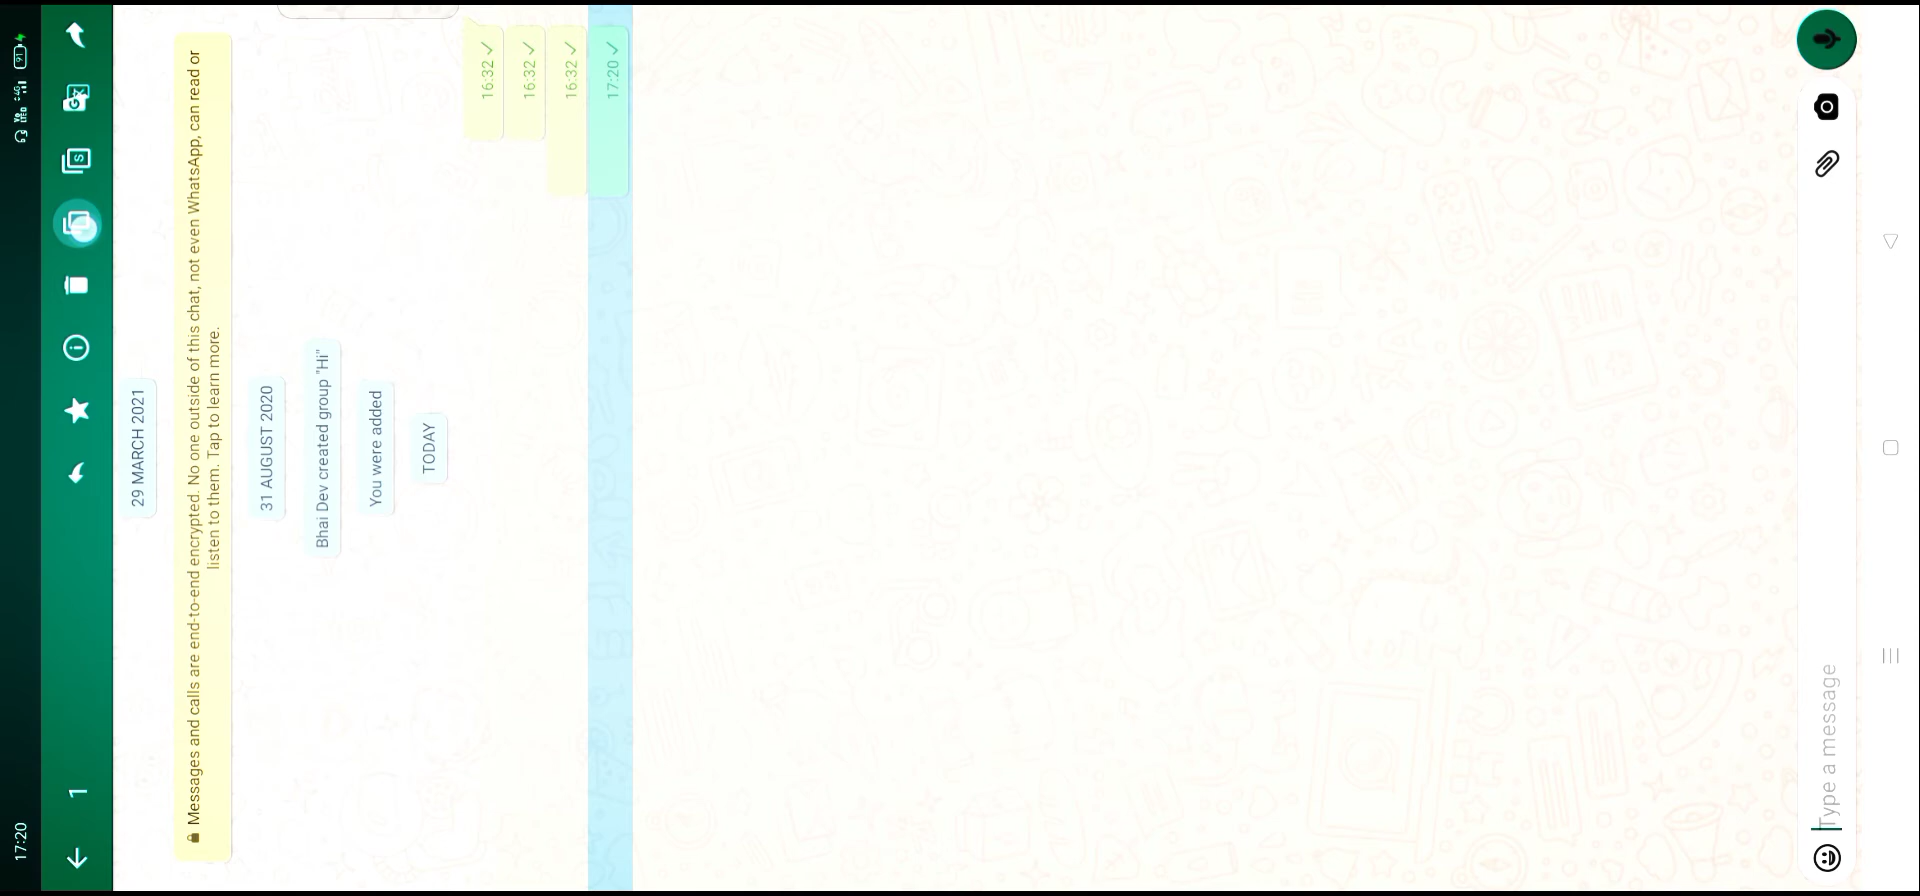 17:20
91
1
29 MARCH 2021
Messages and calls are end-to-end encrypted. No one outside of this chat, not even WhatsApp, can read or
listen to them. Tap to learn more.
31 AUGUST 2020
Bhai Dev created group "Hi"
You were added
TODAY
16:32
16:32
16:32
17:20
Type a message